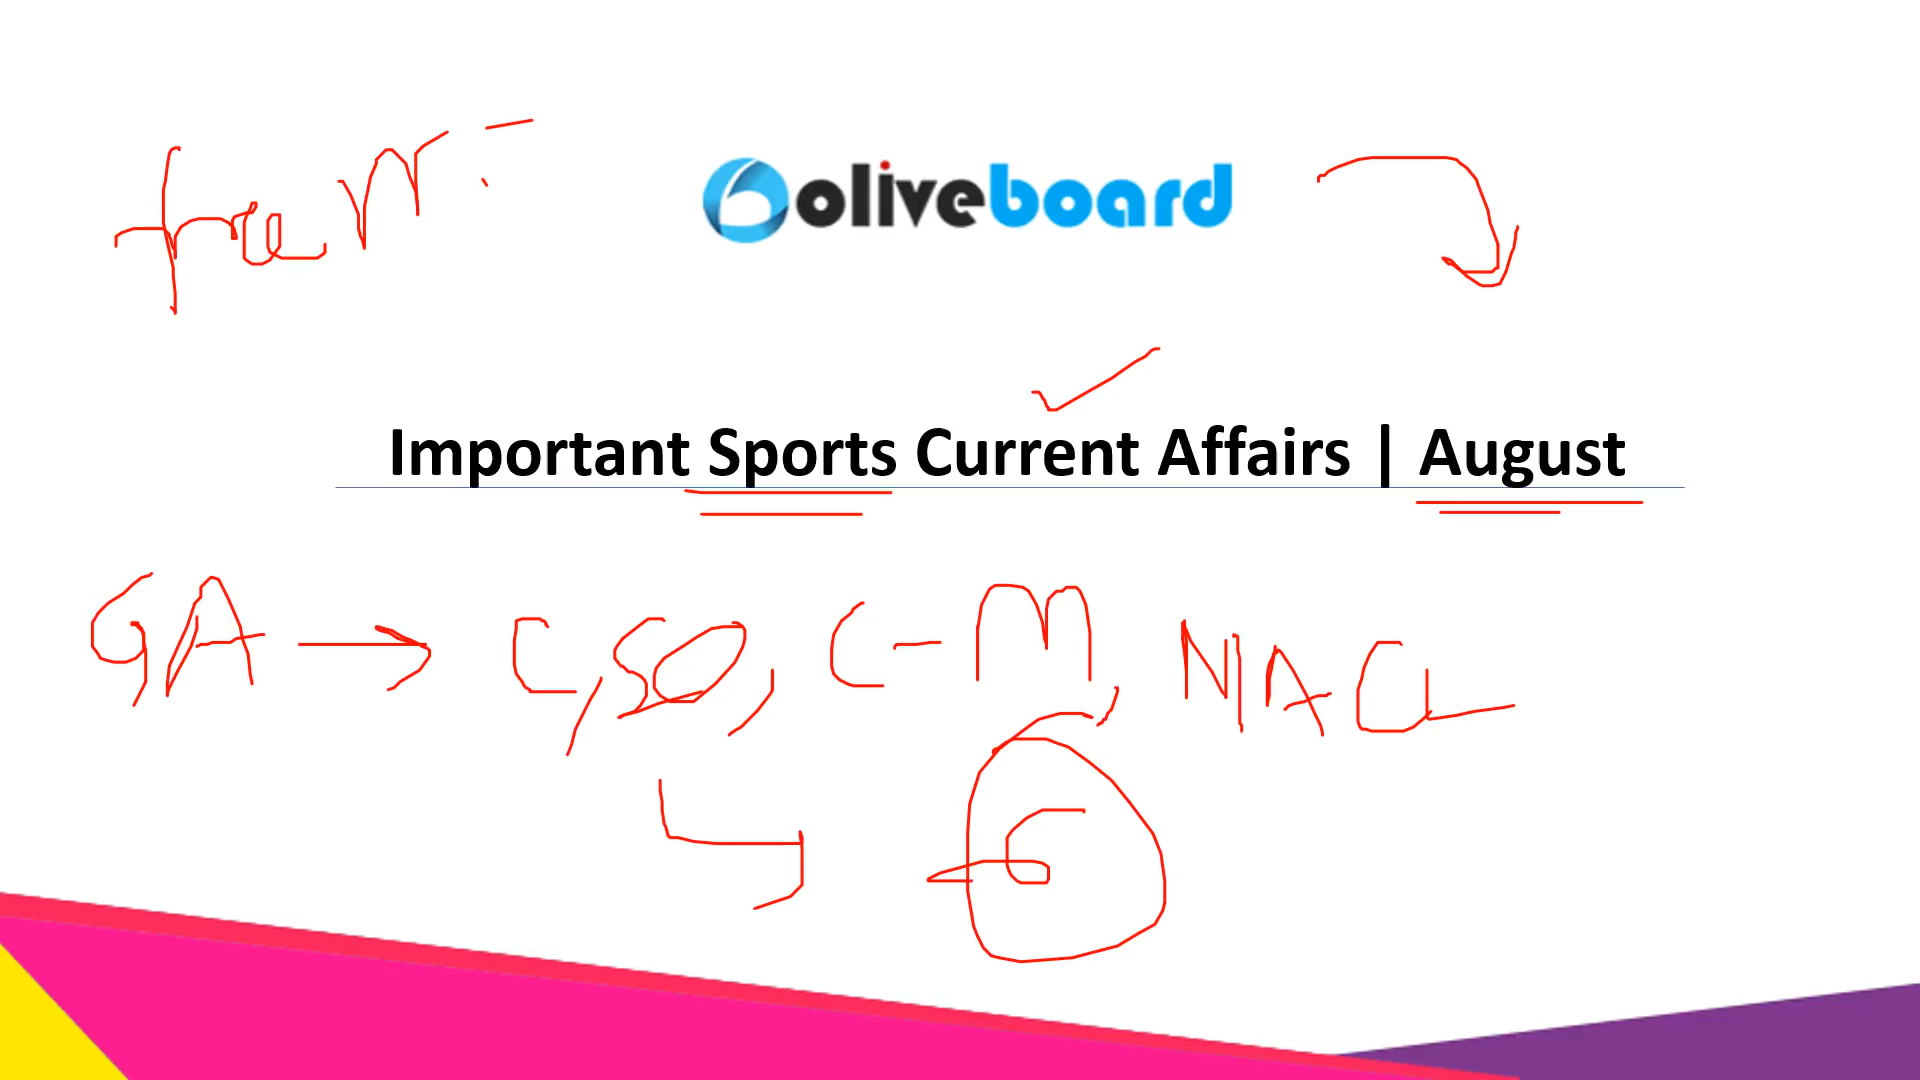 oliveboard
Important Sports Current Affairs | August
GA → C, SO, C-M, NACL